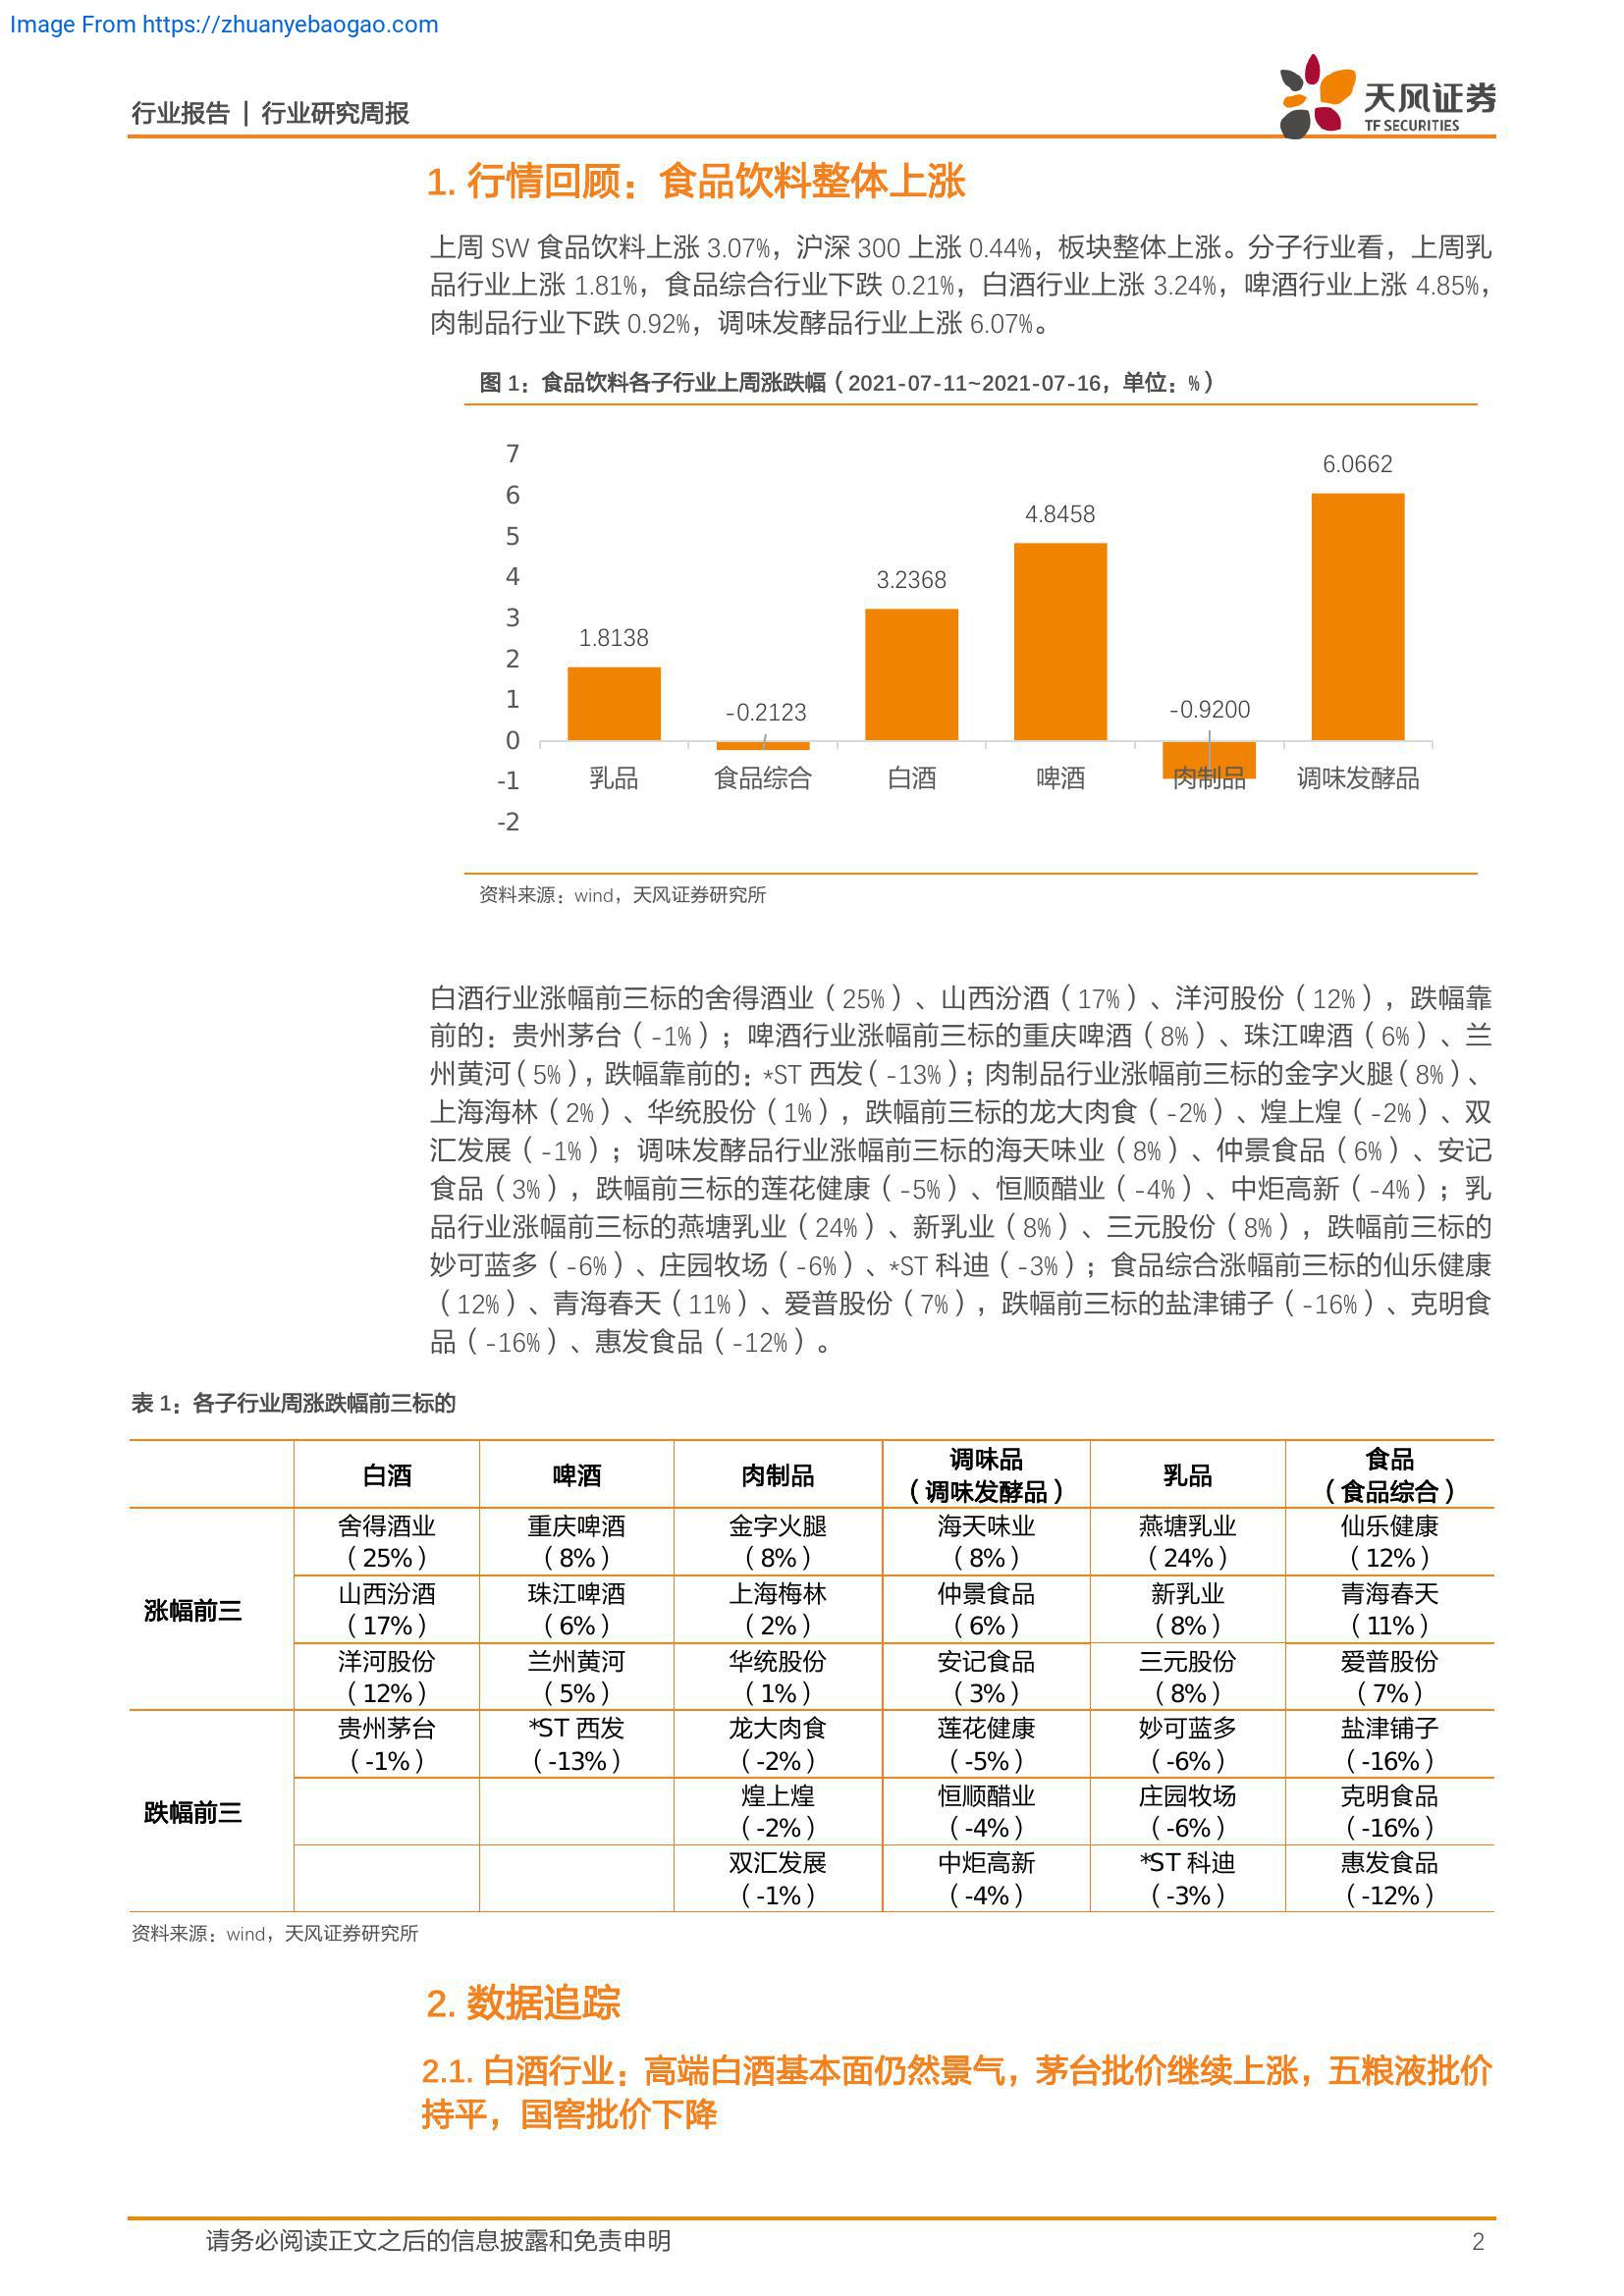 Image From https://zhuanyebaogao.com
行业报告 | 行业研究周报
天风证券
TF SECURITIES
1. 行情回顾：食品饮料整体上涨
上周 SW 食品饮料上涨 3.07%，沪深 300 上涨 0.44%，板块整体上涨。分子行业看，上周乳
品行业上涨 1.81%，食品综合行业下跌 0.21%，白酒行业上涨 3.24%，啤酒行业上涨 4.85%，
肉制品行业下跌 0.92%，调味发酵品行业上涨 6.07%。
图 1：食品饮料各子行业上周涨跌幅（2021-07-11~2021-07-16，单位：%）
7
6
5
4
3
2
1
0
-1
-2
1.8138
-0.2123
3.2368
4.8458
-0.9200
6.0662
乳品 食品综合 白酒 啤酒 肉制品 调味发酵品
资料来源：wind，天风证券研究所
白酒行业涨幅前三标的舍得酒业（25%）、山西汾酒（17%）、洋河股份（12%），跌幅靠
前的：贵州茅台（-1%）；啤酒行业涨幅前三标的重庆啤酒（8%）、珠江啤酒（6%）、兰
州黄河（5%），跌幅靠前的：*ST 西发（-13%）；肉制品行业涨幅前三标的金字火腿（8%）、
上海海林（2%）、华统股份（1%），跌幅前三标的龙大肉食（-2%）、煌上煌（-2%）、双
汇发展（-1%）；调味发酵品行业涨幅前三标的海天味业（8%）、仲景食品（6%）、安记
食品（3%），跌幅前三标的莲花健康（-5%）、恒顺醋业（-4%）、中炬高新（-4%）；乳
品行业涨幅前三标的燕塘乳业（24%）、新乳业（8%）、三元股份（8%），跌幅前三标的
妙可蓝多（-6%）、庄园牧场（-6%）、*ST 科迪（-3%）；食品综合涨幅前三标的仙乐健康
（12%）、青海春天（11%）、爱普股份（7%），跌幅前三标的盐津铺子（-16%）、克明食
品（-16%）、惠发食品（-12%）。
表 1：各子行业周涨跌幅前三标的
白酒 啤酒 肉制品 调味品 乳品 食品
（调味发酵品） （食品综合）
涨幅前三
舍得酒业 重庆啤酒 金字火腿 海天味业 燕塘乳业 仙乐健康
（25%） （8%） （8%） （8%） （24%） （12%）
山西汾酒 珠江啤酒 上海梅林 仲景食品 新乳业 青海春天
（17%） （6%） （2%） （6%） （8%） （11%）
洋河股份 兰州黄河 华统股份 安记食品 三元股份 爱普股份
（12%） （5%） （1%） （3%） （8%） （7%）
跌幅前三
贵州茅台 *ST 西发 龙大肉食 莲花健康 妙可蓝多 盐津铺子
（-1%） （-13%） （-2%） （-5%） （-6%） （-16%）
煌上煌 恒顺醋业 庄园牧场 克明食品
（-2%） （-4%） （-6%） （-16%）
双汇发展 中炬高新 *ST 科迪 惠发食品
（-1%） （-4%） （-3%） （-12%）
资料来源：wind，天风证券研究所
2. 数据追踪
2.1. 白酒行业：高端白酒基本面仍然景气，茅台批价继续上涨，五粮液批价
持平，国窖批价下降
请务必阅读正文之后的信息披露和免责申明
2